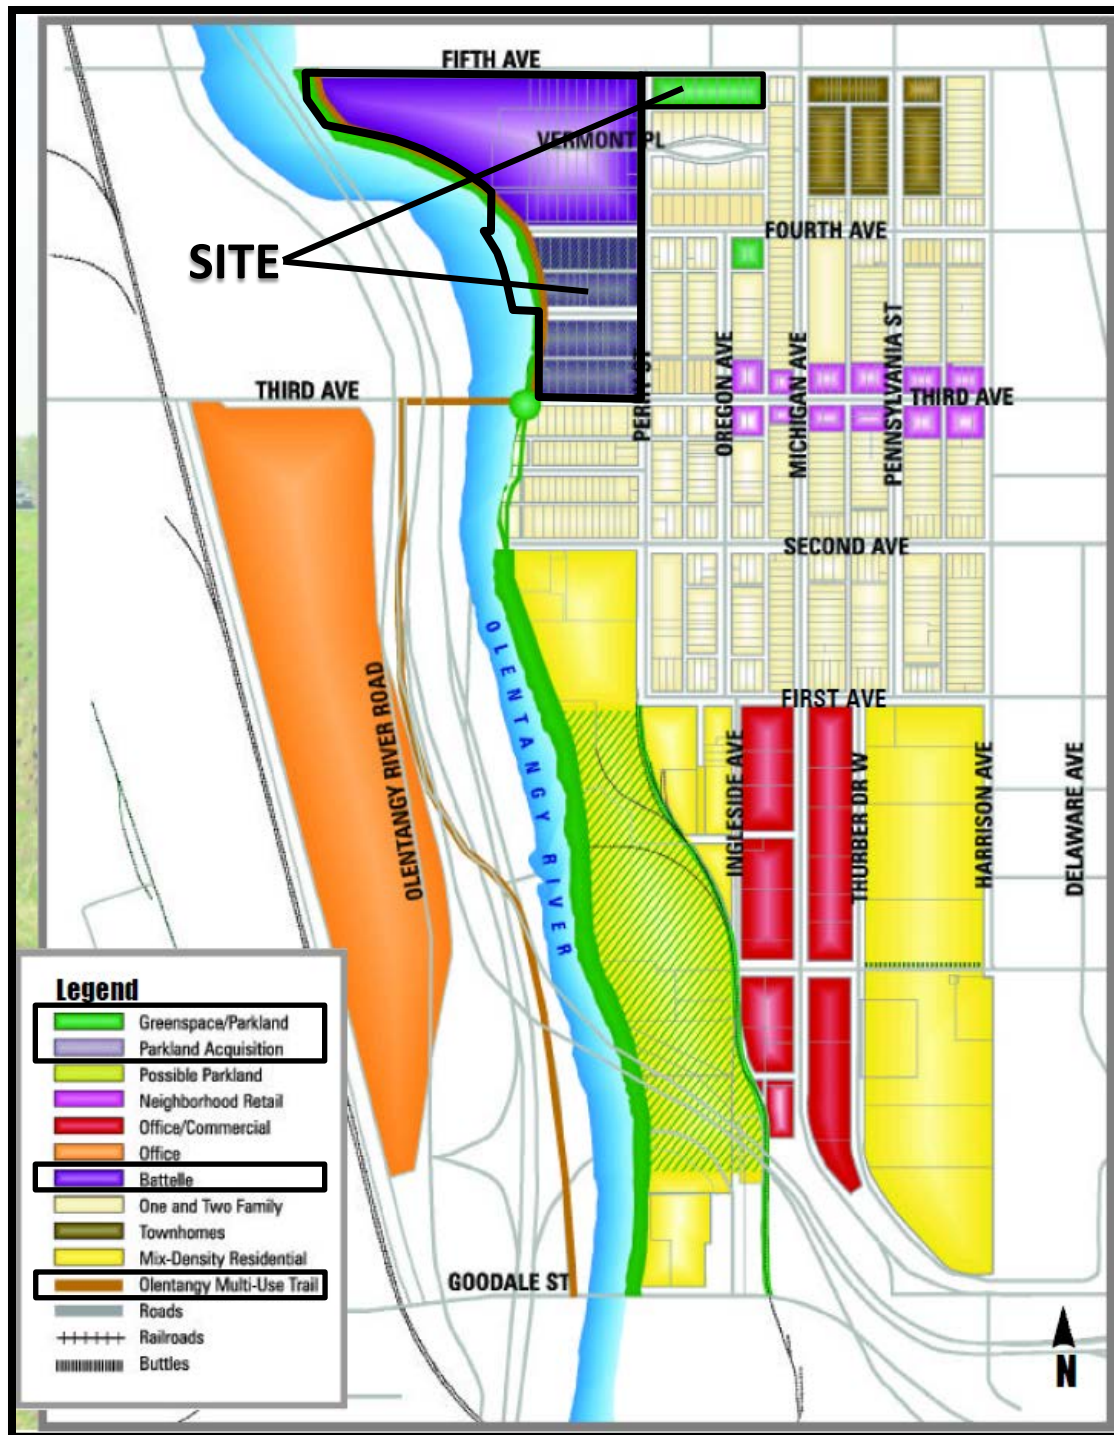 FIFTH AVE
VERMONT PL
FOURTH AVE
SITE
PERRY ST
OREGON AVE
MICHIGAN AVE
PENNSYLVANIA ST
THIRD AVE
THIRD AVE
SECOND AVE
OLENTANGY RIVER
FIRST AVE
OLENTANGY RIVER ROAD
INGLESIDE AVE
THURBER DR W
HARRISON AVE
DELAWARE AVE
Legend
Greenspace/Parkland
Parkland Acquisition
Possible Parkland
Neighborhood Retail
Office/Commercial
Office
Battelle
One and Two Family
Townhomes
Mix-Density Residential
Olentangy Multi-Use Trail
Roads
Railroads
Buttles
GOODALE ST
N